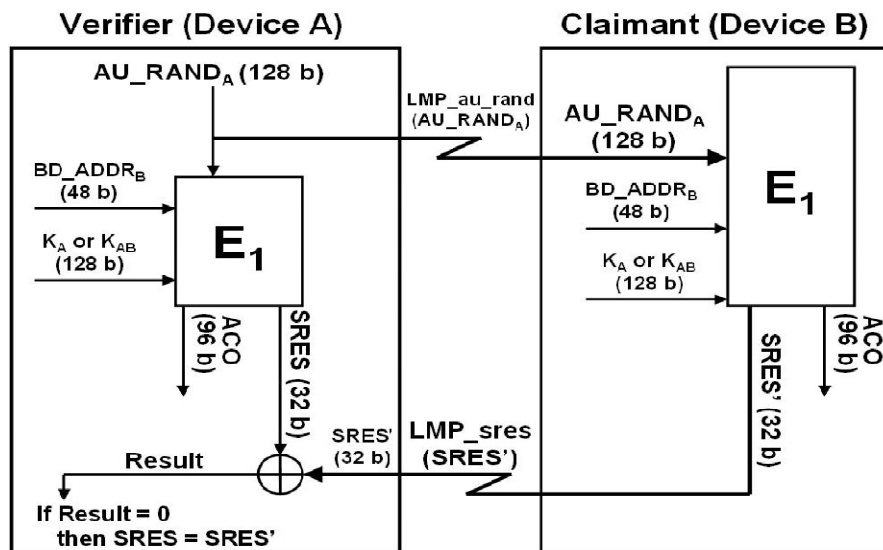 Verifier (Device A)
AU_RANDA (128 b)
BD_ADDRB
(48 b)
KA or KAB
(128 b)
E1
ACO
(96 b)
SRES (32 b)
Result
If Result = 0
then SRES = SRES’
LMP_au_rand
(AU_RANDA)
SRES’
(32 b)
LMP_sres
(SRES’)
Claimant (Device B)
AU_RANDA
(128 b)
BD_ADDRB
(48 b)
KA or KAB
(128 b)
E1
SRES’ (32 b)
ACO
(96 b)